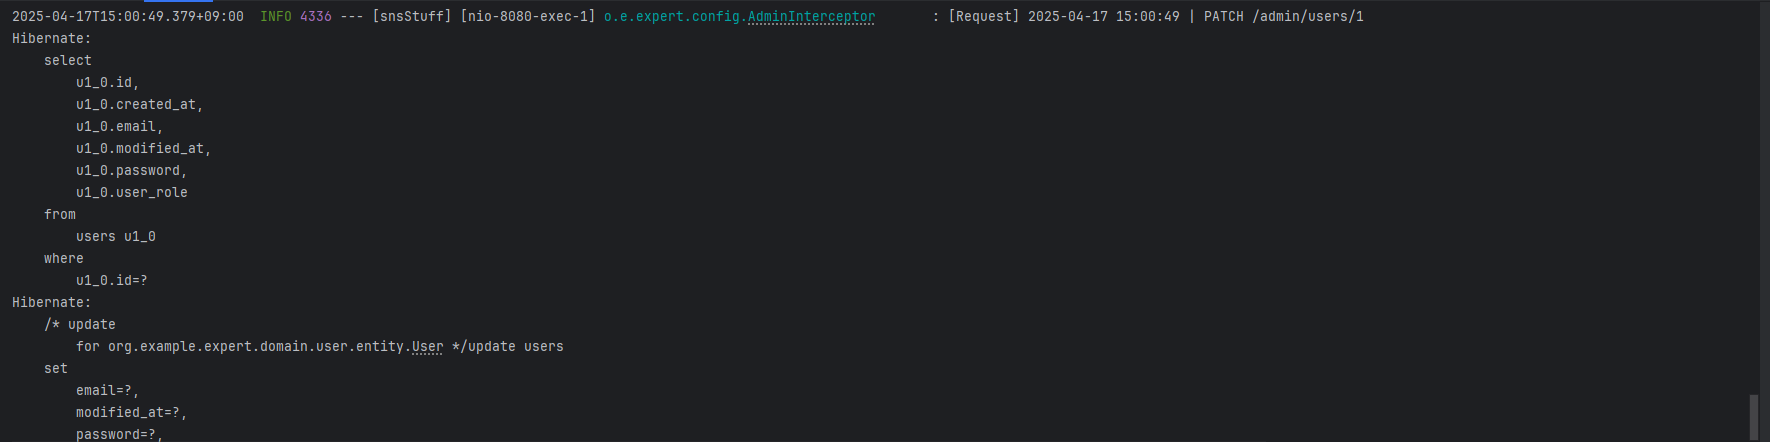 2025-04-17T15:00:49.379+09:00  INFO 4336 --- [snsStuff] [nio-8080-exec-1] o.e.expert.config.AdminInterceptor       : [Request] 2025-04-17 15:00:49 | PATCH /admin/users/1
Hibernate:
    select
        u1_0.id,
        u1_0.created_at,
        u1_0.email,
        u1_0.modified_at,
        u1_0.password,
        u1_0.user_role
    from
        users u1_0
    where
        u1_0.id=?
Hibernate:
    /* update
        for org.example.expert.domain.user.entity.User */update users
    set
        email=?,
        modified_at=?,
        password=?,